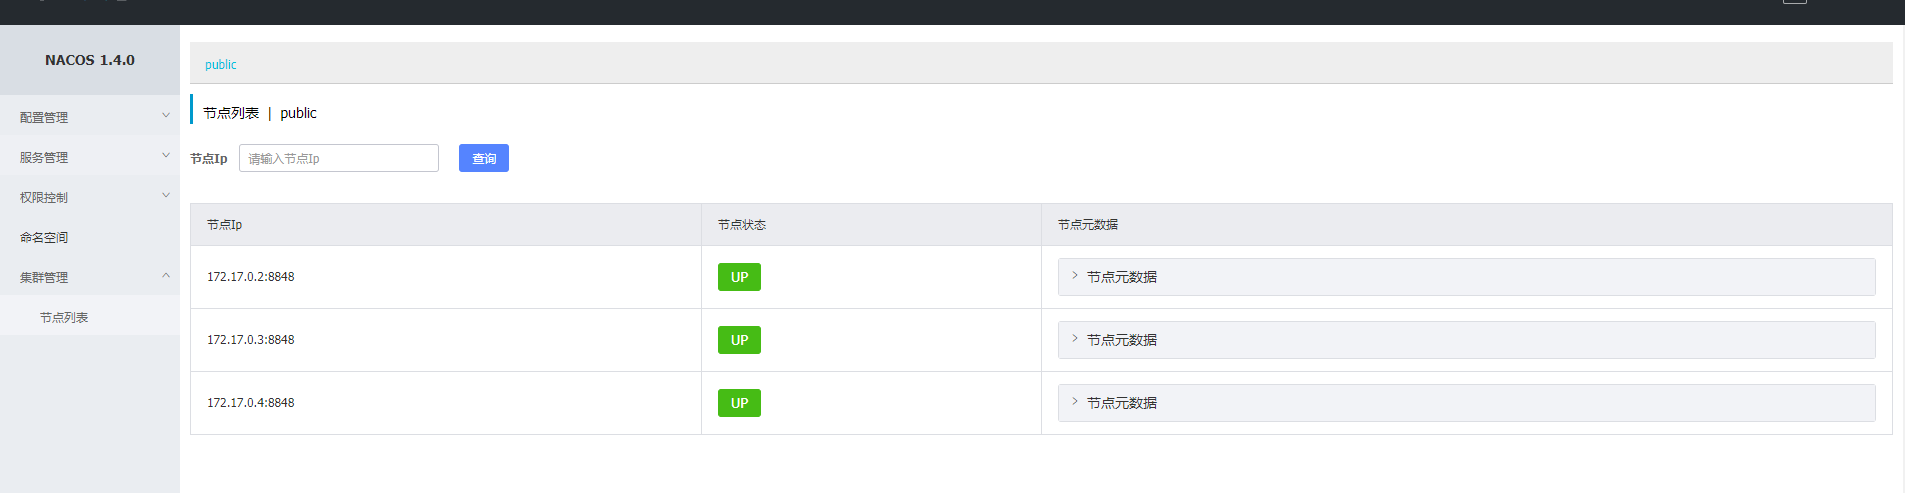 NACOS 1.4.0
配置管理
服务管理
权限控制
命名空间
集群管理
节点列表
public
节点列表 | public
节点Ip 请输入节点Ip 查询
节点Ip 节点状态 节点元数据
172.17.0.2:8848 UP 节点元数据
172.17.0.3:8848 UP 节点元数据
172.17.0.4:8848 UP 节点元数据